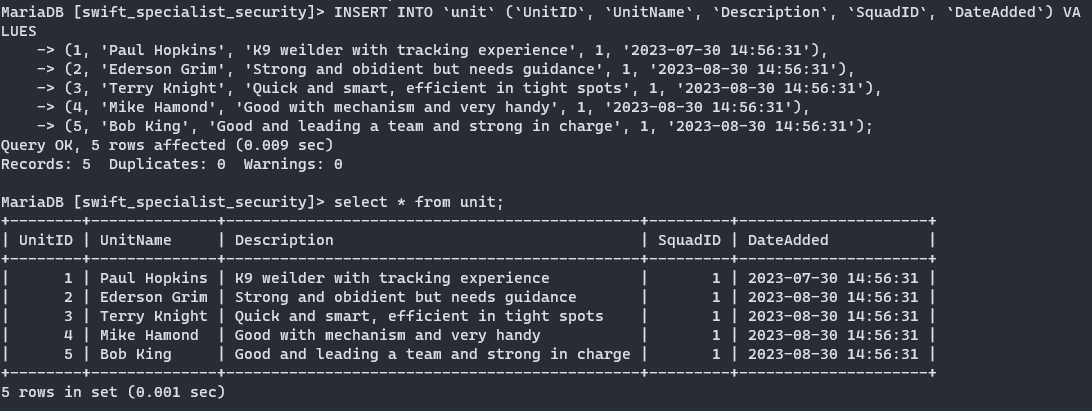 MariaDB [swift_specialist_security]> INSERT INTO `unit` (`UnitID`, `UnitName`, `Description`, `SquadID`, `DateAdded`) VA
LUES
    -> (1, 'Paul Hopkins', 'K9 weilder with tracking experience', 1, '2023-07-30 14:56:31'),
    -> (2, 'Ederson Grim', 'Strong and obidient but needs guidance', 1, '2023-08-30 14:56:31'),
    -> (3, 'Terry Knight', 'Quick and smart, efficient in tight spots', 1, '2023-08-30 14:56:31'),
    -> (4, 'Mike Hamond', 'Good with mechanism and very handy', 1, '2023-08-30 14:56:31'),
    -> (5, 'Bob King', 'Good and leading a team and strong in charge', 1, '2023-08-30 14:56:31');
Query OK, 5 rows affected (0.009 sec)
Records: 5  Duplicates: 0  Warnings: 0

MariaDB [swift_specialist_security]> select * from unit;
+--------+--------------+----------------------------------------------+---------+---------------------+
| UnitID | UnitName     | Description                                  | SquadID | DateAdded           |
+--------+--------------+----------------------------------------------+---------+---------------------+
|      1 | Paul Hopkins | K9 weilder with tracking experience          |       1 | 2023-07-30 14:56:31 |
|      2 | Ederson Grim | Strong and obidient but needs guidance       |       1 | 2023-08-30 14:56:31 |
|      3 | Terry Knight | Quick and smart, efficient in tight spots    |       1 | 2023-08-30 14:56:31 |
|      4 | Mike Hamond  | Good with mechanism and very handy           |       1 | 2023-08-30 14:56:31 |
|      5 | Bob King     | Good and leading a team and strong in charge |       1 | 2023-08-30 14:56:31 |
+--------+--------------+----------------------------------------------+---------+---------------------+
5 rows in set (0.001 sec)